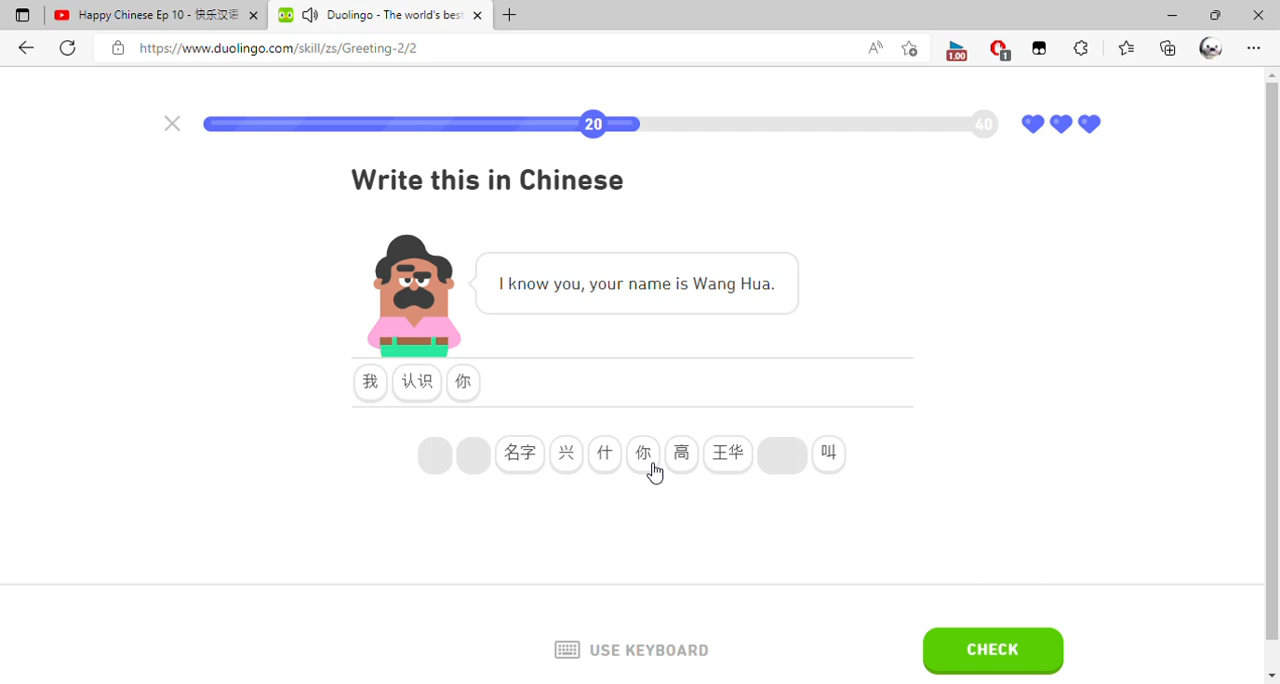 Happy Chinese Ep 10 - 快乐汉语
Duolingo - The world's best
https://www.duolingo.com/skill/zs/Greeting-2/2
1.00
1
20
40
Write this in Chinese
I know you, your name is Wang Hua.
我 认识 你
名字 兴 什 你 高 王华 叫
USE KEYBOARD
CHECK